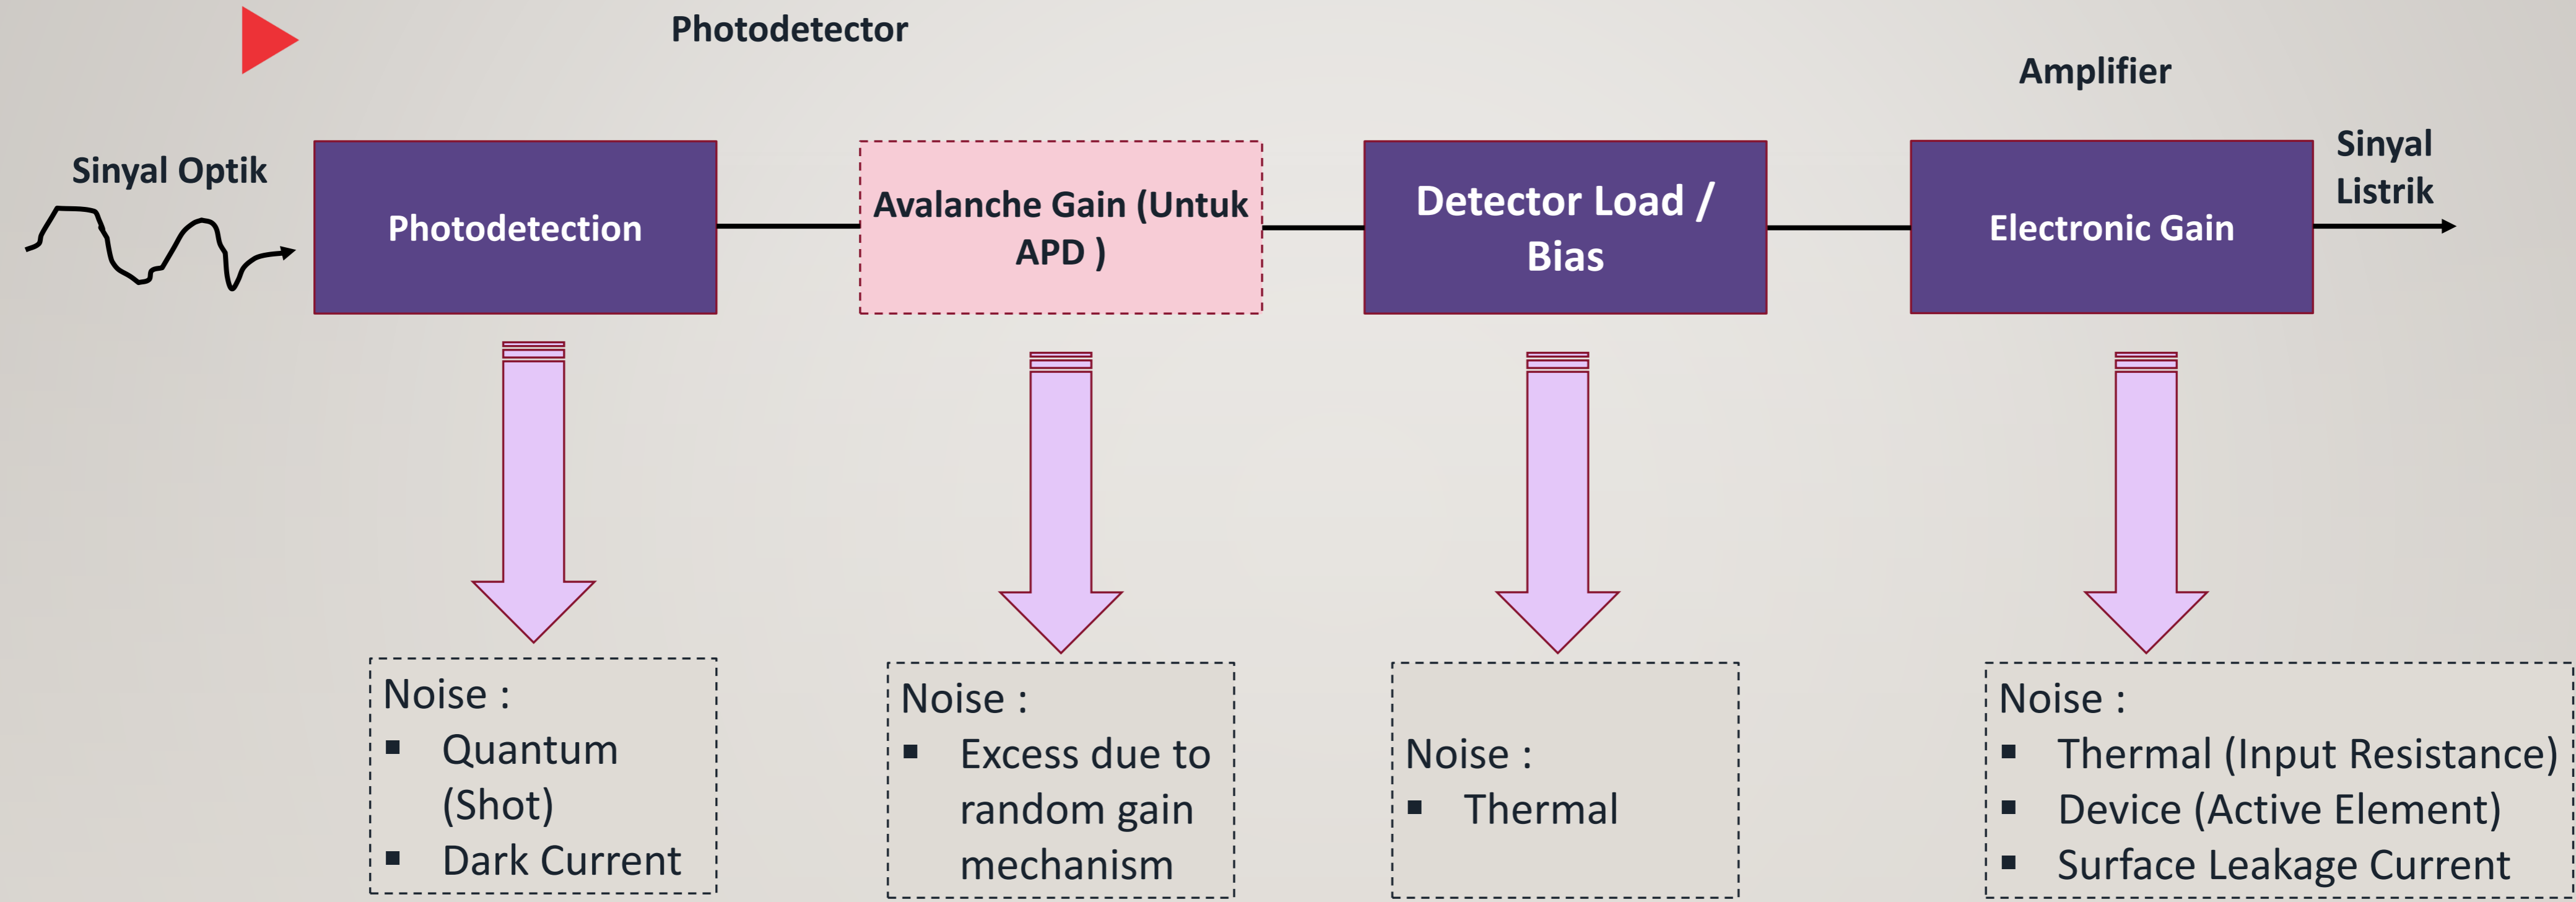 Photodetector
Amplifier
Sinyal Optik
Photodetection
Avalanche Gain (Untuk
APD )
Detector Load /
Bias
Electronic Gain
Sinyal
Listrik
Noise :
▪ Quantum
(Shot)
▪ Dark Current
Noise :
▪ Excess due to
random gain
mechanism
Noise :
▪ Thermal
Noise :
▪ Thermal (Input Resistance)
▪ Device (Active Element)
▪ Surface Leakage Current